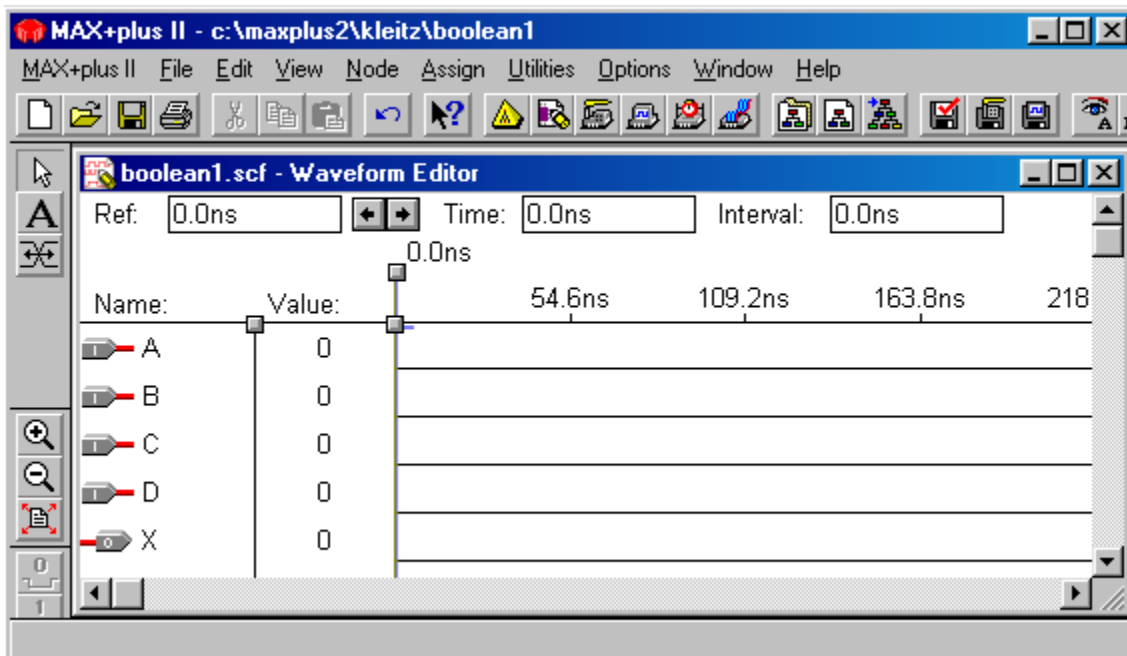 MAX+plus II - c:\maxplus2\kleitz\boolean1
MAX+plus II File Edit View Node Assign Utilities Options Window Help
boolean1.scf - Waveform Editor
Ref: 0.0ns Time: 0.0ns Interval: 0.0ns
0.0ns
Name: Value: 54.6ns 109.2ns 163.8ns 218
A 0
B 0
C 0
D 0
X 0
A
0
1